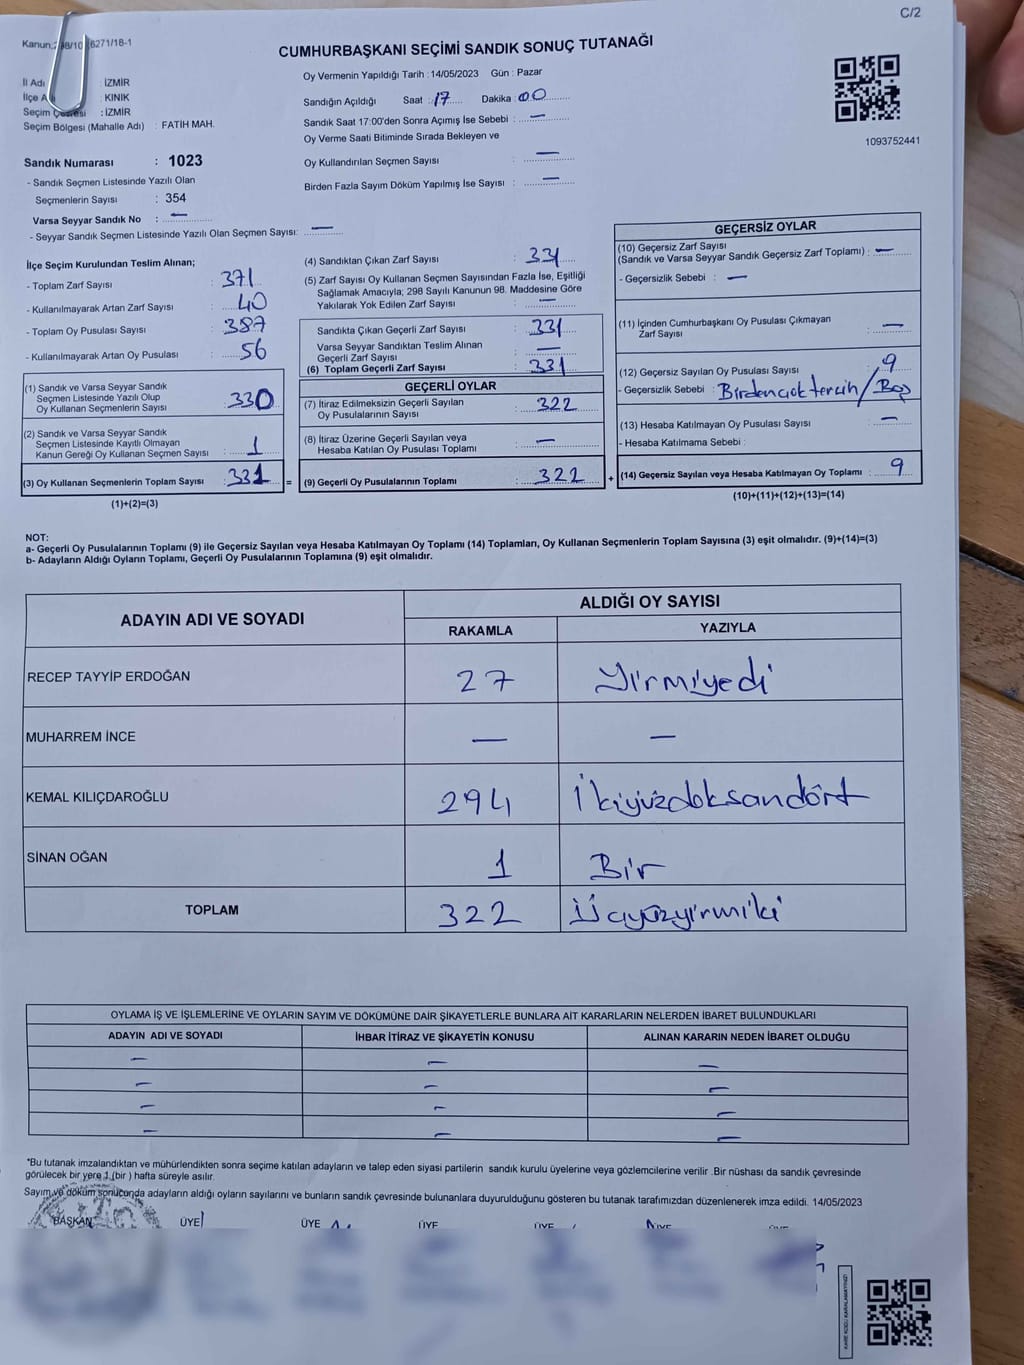 C/2
Kanun:298/10 6271/18-1
CUMHURBAŞKANI SEÇİMİ SANDIK SONUÇ TUTANAĞI
İl Adı : İZMİR
İlçe A : KINIK
Seçim Çevresi : İZMİR
Seçim Bölgesi (Mahalle Adı) : FATİH MAH.
Oy Vermenin Yapıldığı Tarih : 14/05/2023 Gün : Pazar
Sandığın Açıldığı Saat : 17 Dakika : 00
Sandık Saat 17:00'den Sonra Açımış İse Sebebi : —
Oy Verme Saati Bitiminde Sırada Bekleyen ve
Oy Kullandırılan Seçmen Sayısı : —
Birden Fazla Sayım Döküm Yapılmış İse Sayısı : —
1093752441
Sandık Numarası : 1023
- Sandık Seçmen Listesinde Yazılı Olan
Seçmenlerin Sayısı : 354
Varsa Seyyar Sandık No : —
- Seyyar Sandık Seçmen Listesinde Yazılı Olan Seçmen Sayısı: —
İlçe Seçim Kurulundan Teslim Alınan;
- Toplam Zarf Sayısı : 371
- Kullanılmayarak Artan Zarf Sayısı : 40
- Toplam Oy Pusulası Sayısı : 387
- Kullanılmayarak Artan Oy Pusulası : 56
(1) Sandık ve Varsa Seyyar Sandık
Seçmen Listesinde Yazılı Olup
Oy Kullanan Seçmenlerin Sayısı : 330
(2) Sandık ve Varsa Seyyar Sandık
Seçmen Listesinde Kayıtlı Olmayan
Kanun Gereği Oy Kullanan Seçmen Sayısı : 1
(3) Oy Kullanan Seçmenlerin Toplam Sayısı : 331 =
(1)+(2)=(3)
(4) Sandıktan Çıkan Zarf Sayısı : 331
(5) Zarf Sayısı Oy Kullanan Seçmen Sayısından Fazla İse, Eşitliği
Sağlamak Amacıyla; 298 Sayılı Kanunun 98. Maddesine Göre
Yakılarak Yok Edilen Zarf Sayısı : —
Sandıkta Çıkan Geçerli Zarf Sayısı : 331
Varsa Seyyar Sandıktan Teslim Alınan
Geçerli Zarf Sayısı : —
(6) Toplam Geçerli Zarf Sayısı : 331
GEÇERLİ OYLAR
(7) İtiraz Edilmeksizin Geçerli Sayılan
Oy Pusulalarının Sayısı : 322
(8) İtiraz Üzerine Geçerli Sayılan veya
Hesaba Katılan Oy Pusulası Toplamı : —
(9) Geçerli Oy Pusulalarının Toplamı : 322 +
GEÇERSİZ OYLAR
(10) Geçersiz Zarf Sayısı
(Sandık ve Varsa Seyyar Sandık Geçersiz Zarf Toplamı) : —
- Geçersizlik Sebebi : —
(11) İçinden Cumhurbaşkanı Oy Pusulası Çıkmayan
Zarf Sayısı : —
(12) Geçersiz Sayılan Oy Pusulası Sayısı : 9
- Geçersizlik Sebebi : Birden çok tercih / Boş
(13) Hesaba Katılmayan Oy Pusulası Sayısı : —
- Hesaba Katılmama Sebebi :
(14) Geçersiz Sayılan veya Hesaba Katılmayan Oy Toplamı : 9
(10)+(11)+(12)+(13)=(14)
NOT:
a- Geçerli Oy Pusulalarının Toplamı (9) ile Geçersiz Sayılan veya Hesaba Katılmayan Oy Toplamı (14) Toplamları, Oy Kullanan Seçmenlerin Toplam Sayısına (3) eşit olmalıdır. (9)+(14)=(3)
b- Adayların Aldığı Oyların Toplamı, Geçerli Oy Pusulalarının Toplamına (9) eşit olmalıdır.
ADAYIN ADI VE SOYADI
ALDIĞI OY SAYISI
RAKAMLA YAZIYLA
RECEP TAYYİP ERDOĞAN 27 Yirmiyedi
MUHARREM İNCE — —
KEMAL KILIÇDAROĞLU 294 İkiyüzdoksandört
SİNAN OĞAN 1 Bir
TOPLAM 322 Üçyüzyirmiki
OYLAMA İŞ VE İŞLEMLERİNE VE OYLARIN SAYIM VE DÖKÜMÜNE DAİR ŞİKAYETLERLE BUNLARA AİT KARARLARIN NELERDEN İBARET BULUNDUKLARI
ADAYIN ADI VE SOYADI İHBAR İTİRAZ VE ŞİKAYETİN KONUSU ALINAN KARARIN NEDEN İBARET OLDUĞU
— — —
— — —
— — —
— — —
*Bu tutanak imzalandıktan ve mühürlendikten sonra seçime katılan adayların ve talep eden siyasi partilerin sandık kurulu üyelerine veya gözlemcilerine verilir .Bir nüshası da sandık çevresinde
görülecek bir yere 1 (bir ) hafta süreyle asılır.
Sayım ve döküm sonucunda adayların aldığı oyların sayılarını ve bunların sandık çevresinde bulunanlara duyurulduğunu gösteren bu tutanak tarafımızdan düzenlenerek imza edildi. 14/05/2023
BAŞKAN ÜYE ÜYE ÜYE ÜYE ÜYE ÜYE
KARE KODU KARALAMAYINIZ!